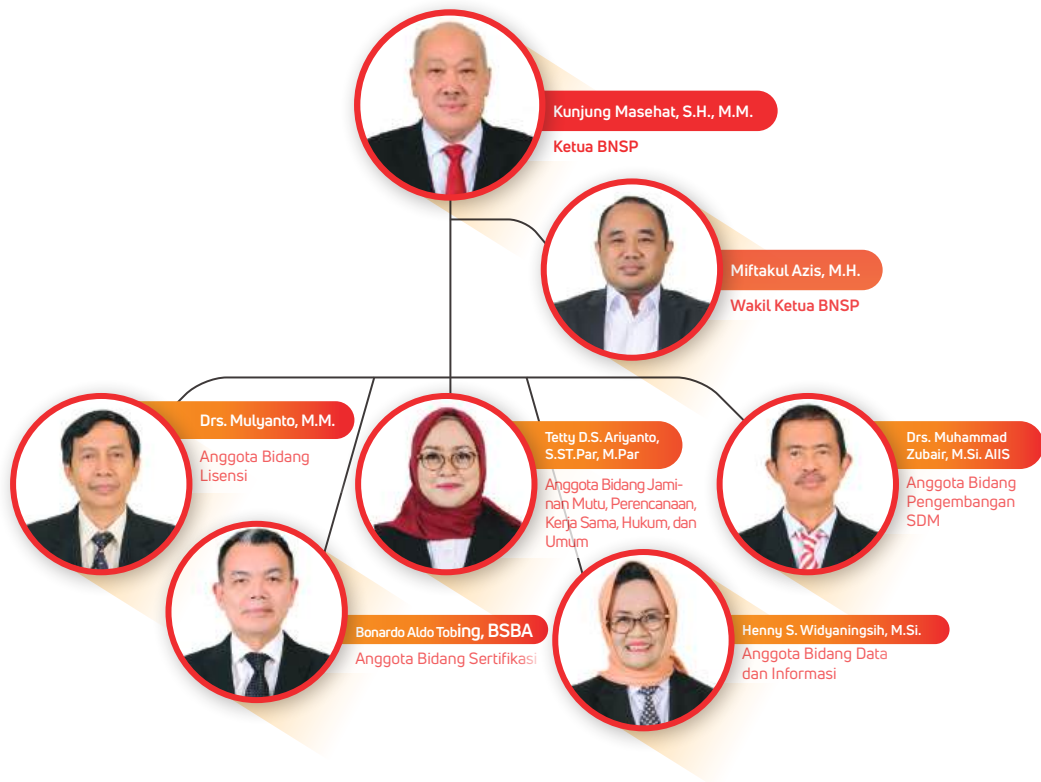 Kunjung Masehat, S.H., M.M.
Ketua BNSP
Miftakul Azis, M.H.
Wakil Ketua BNSP
Drs. Mulyanto, M.M.
Anggota Bidang
Lisensi
Tetty D.S. Ariyanto,
S.ST.Par, M.Par
Anggota Bidang Jami-
nan Mutu, Perencanaan,
Kerja Sama, Hukum, dan
Umum
Drs. Muhammad
Zubair, M.Si. AIIS
Anggota Bidang
Pengembangan
SDM
Bonardo Aldo Tobing, BSBA
Anggota Bidang Sertifikasi
Henny S. Widyaningsih, M.Si.
Anggota Bidang Data
dan Informasi